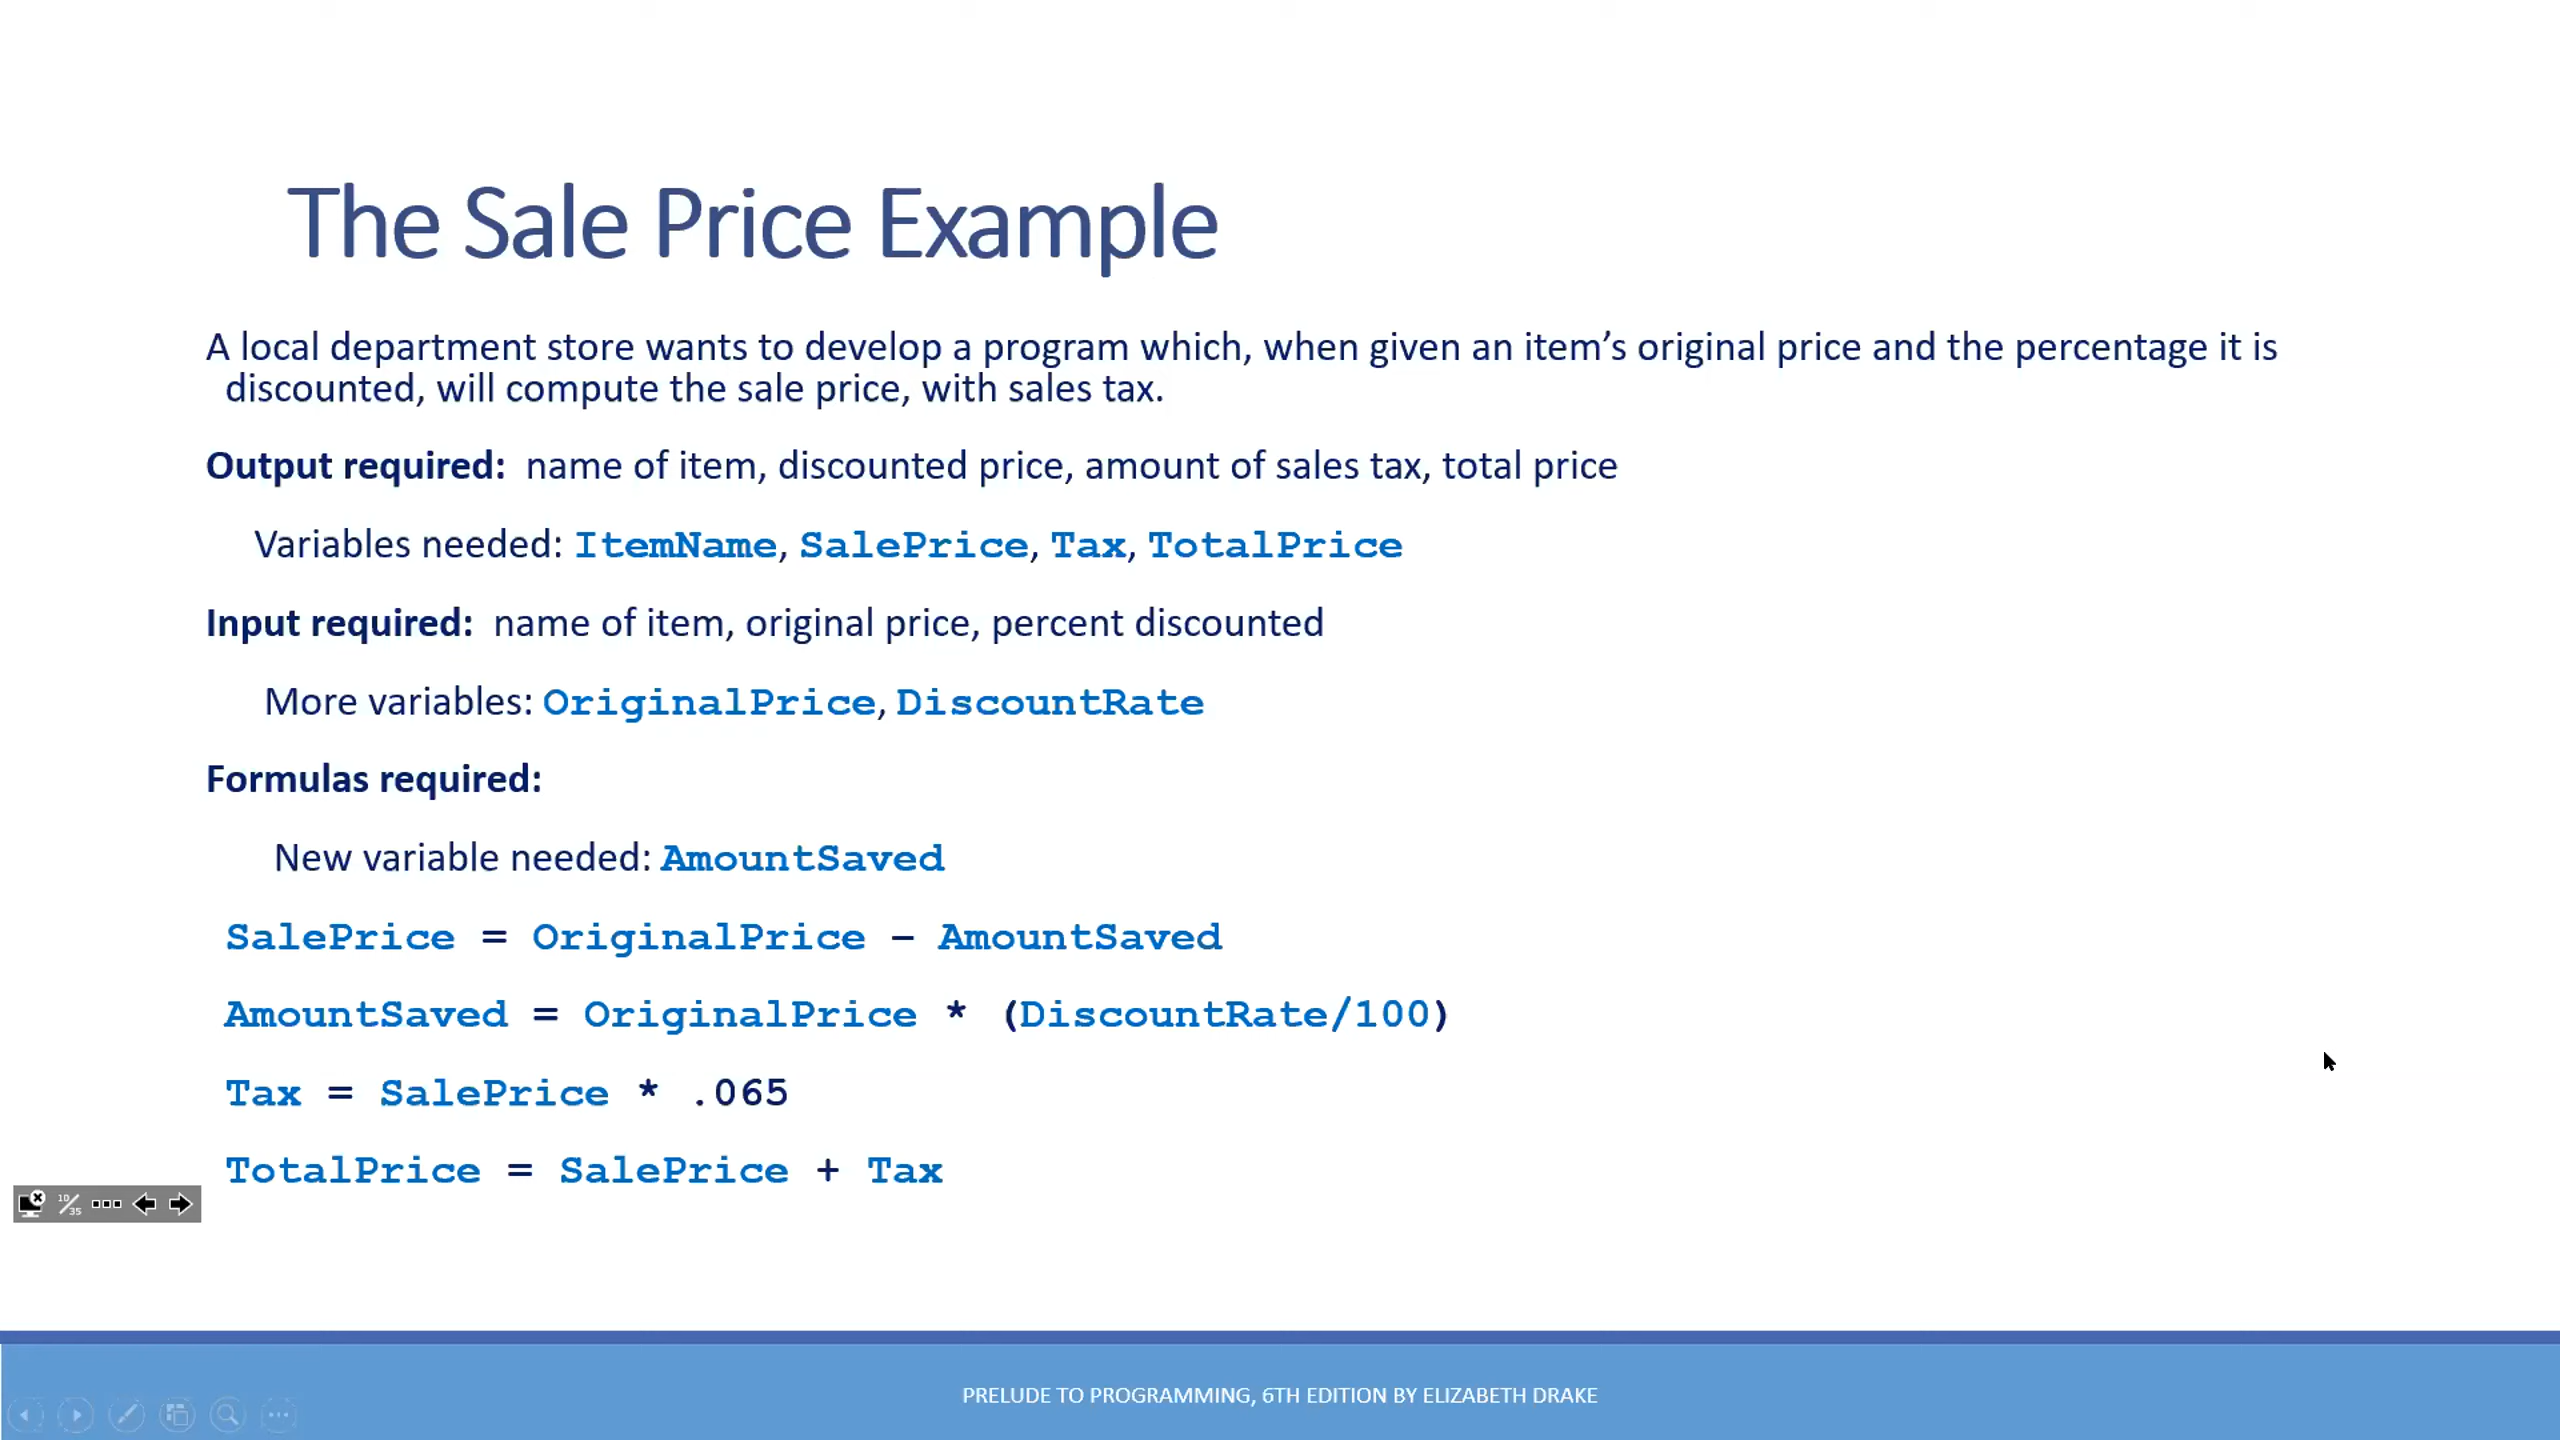 The Sale Price Example
A local department store wants to develop a program which, when given an item’s original price and the percentage it is
discounted, will compute the sale price, with sales tax.
Output required: name of item, discounted price, amount of sales tax, total price
Variables needed: ItemName, SalePrice, Tax, TotalPrice
Input required: name of item, original price, percent discounted
More variables: OriginalPrice, DiscountRate
Formulas required:
New variable needed: AmountSaved
SalePrice = OriginalPrice – AmountSaved
AmountSaved = OriginalPrice * (DiscountRate/100)
Tax = SalePrice * .065
TotalPrice = SalePrice + Tax
10/35
PRELUDE TO PROGRAMMING, 6TH EDITION BY ELIZABETH DRAKE